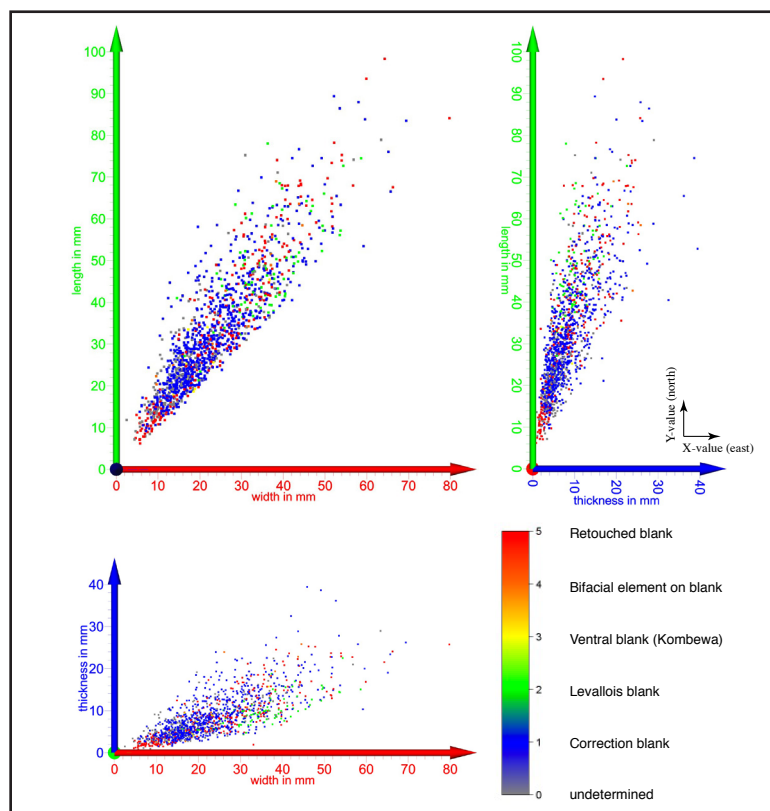 100
90
80
70
60
50
40
30
20
10
0
length in mm
0 10 20 30 40 50 60 70 80
width in mm
100
90
80
70
60
50
40
30
20
10
0
length in mm
0 10 20 30 40
thickness in mm
Y-value (north)
X-value (east)
40
30
20
10
0
thickness in mm
0 10 20 30 40 50 60 70 80
width in mm
5 Retouched blank
4 Bifacial element on blank
3 Ventral blank (Kombewa)
2 Levallois blank
1 Correction blank
0 undetermined